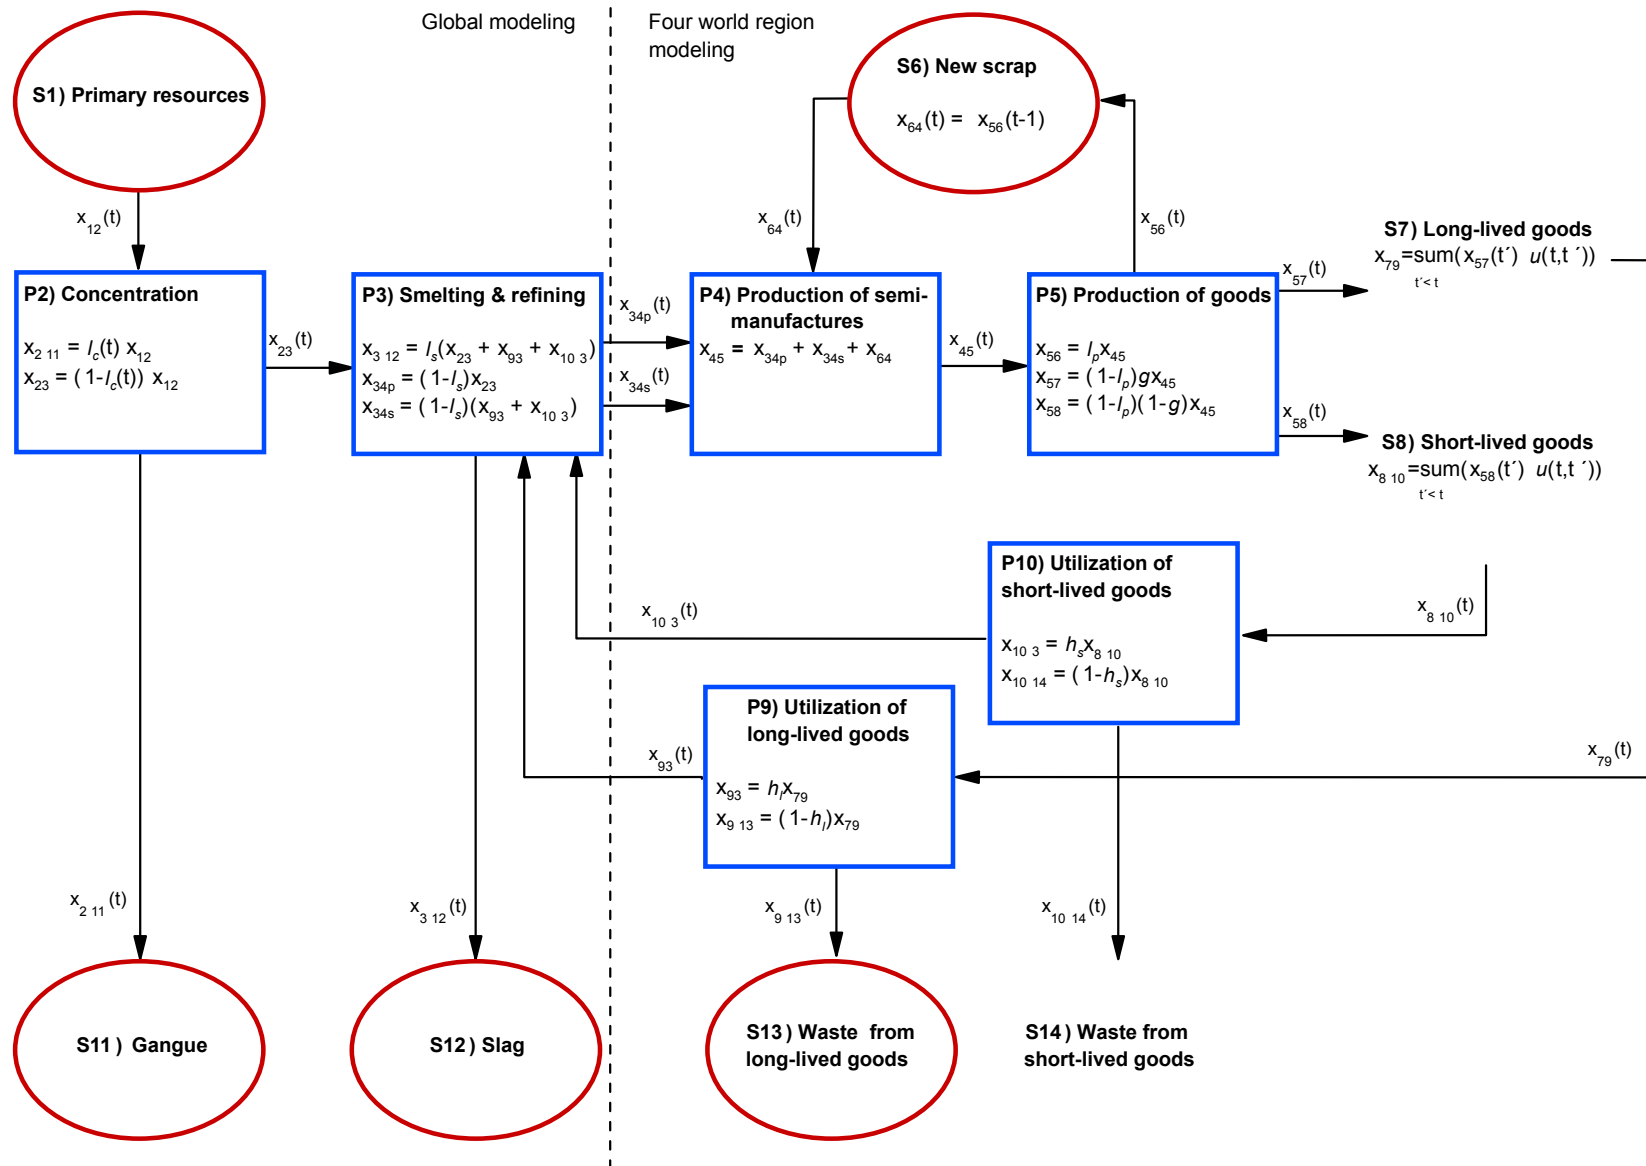 Global modeling
Four world region
modeling
S1) Primary resources
S6) New scrap
x64(t) = x56(t-1)
x12(t)
x64(t)
x56(t)
S7) Long-lived goods
x79=sum(x57(t´) u(t,t ´))
t´< t
P2) Concentration
x2 11 = lc(t) x12
x23 = (1-lc(t)) x12
x23(t)
P3) Smelting & refining
x3 12 = ls(x23 + x93 + x10 3)
x34p = (1-ls)x23
x34s = (1-ls)(x93 + x10 3)
x34p(t)
x34s(t)
P4) Production of semi-
manufactures
x45 = x34p + x34s + x64
x45(t)
P5) Production of goods
x56 = lpx45
x57 = (1-lp)gx45
x58 = (1-lp)(1-g)x45
x57(t)
x58(t)
S8) Short-lived goods
x8 10=sum(x58(t´) u(t,t ´))
t´< t
P10) Utilization of
short-lived goods
x10 3 = hsx8 10
x10 14 = (1-hs)x8 10
x10 3(t)
x8 10(t)
P9) Utilization of
long-lived goods
x93 = hlx79
x9 13 = (1-hl)x79
x93(t)
x79(t)
x2 11(t)
x3 12(t)
x9 13(t)
x10 14(t)
S11) Gangue
S12) Slag
S13) Waste from
long-lived goods
S14) Waste from
short-lived goods